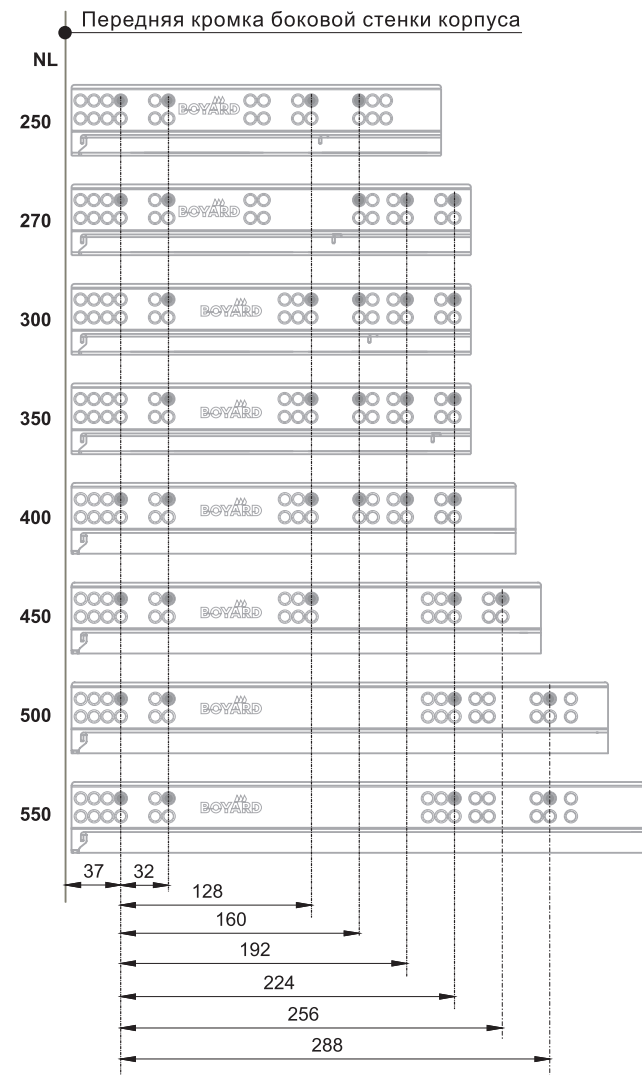 Передняя кромка боковой стенки корпуса
NL
250
BOYARD
270
BOYARD
300
BOYARD
350
BOYARD
400
BOYARD
450
BOYARD
500
BOYARD
550
BOYARD
37
32
128
160
192
224
256
288